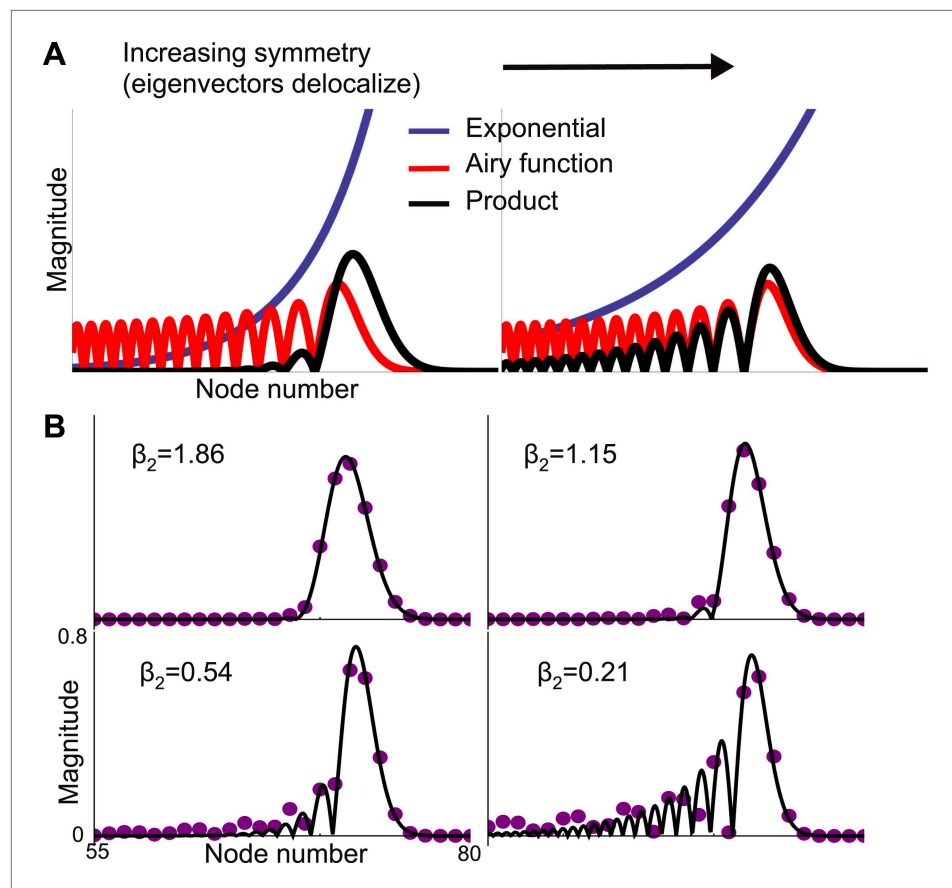 A
Increasing symmetry
(eigenvectors delocalize)
Exponential
Airy function
Product
Magnitude
Node number
B
β₂=1.86
β₂=1.15
0.8
β₂=0.54
β₂=0.21
Magnitude
0
55
Node number
80